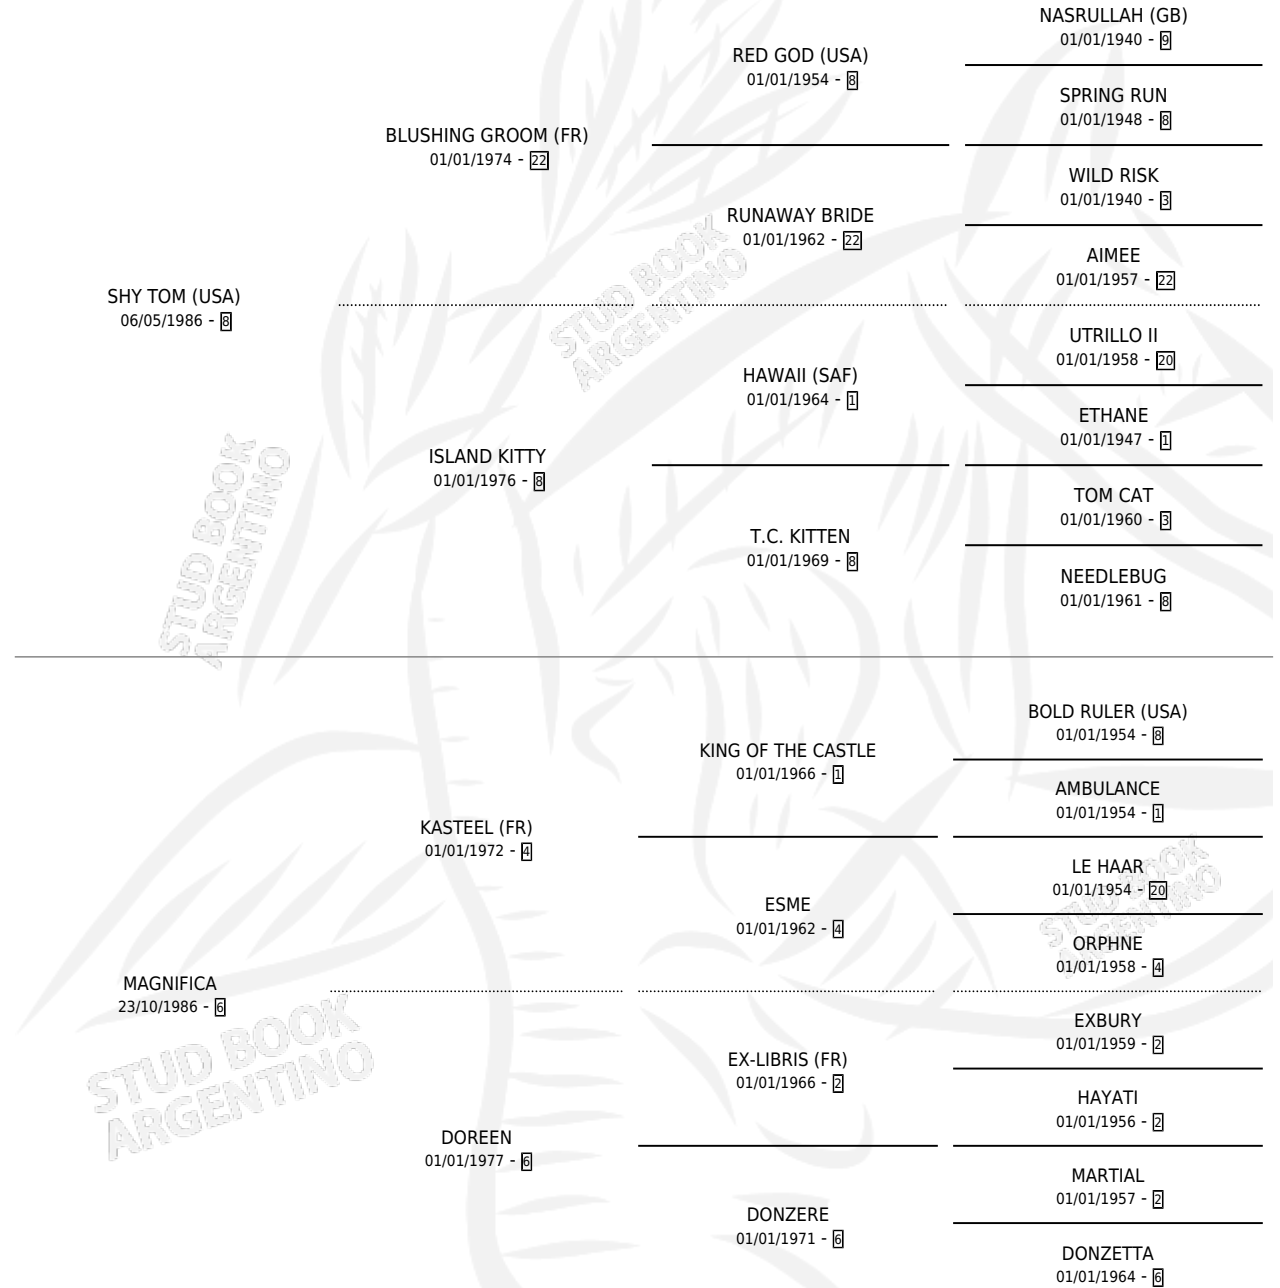 NASRULLAH (GB)
01/01/1940 - 9
RED GOD (USA)
01/01/1954 - 8
SPRING RUN
01/01/1948 - 8
BLUSHING GROOM (FR)
01/01/1974 - 22
WILD RISK
01/01/1940 - 3
RUNAWAY BRIDE
01/01/1962 - 22
AIMEE
01/01/1957 - 22
SHY TOM (USA)
06/05/1986 - 8
UTRILLO II
01/01/1958 - 20
HAWAII (SAF)
01/01/1964 - 1
ETHANE
01/01/1947 - 1
ISLAND KITTY
01/01/1976 - 8
TOM CAT
01/01/1960 - 3
T.C. KITTEN
01/01/1969 - 8
NEEDLEBUG
01/01/1961 - 8
BOLD RULER (USA)
01/01/1954 - 8
KING OF THE CASTLE
01/01/1966 - 1
AMBULANCE
01/01/1954 - 1
KASTEEL (FR)
01/01/1972 - 4
LE HAAR
01/01/1954 - 20
ESME
01/01/1962 - 4
ORPHNE
01/01/1958 - 4
MAGNIFICA
23/10/1986 - 6
EXBURY
01/01/1959 - 2
EX-LIBRIS (FR)
01/01/1966 - 2
HAYATI
01/01/1956 - 2
DOREEN
01/01/1977 - 6
MARTIAL
01/01/1957 - 2
DONZERE
01/01/1971 - 6
DONZETTA
01/01/1964 - 6
STUD BOOK
ARGENTINO
STUD BOOK
ARGENTINO
STUD BOOK
ARGENTINO
STUD BOOK
ARGENTINO